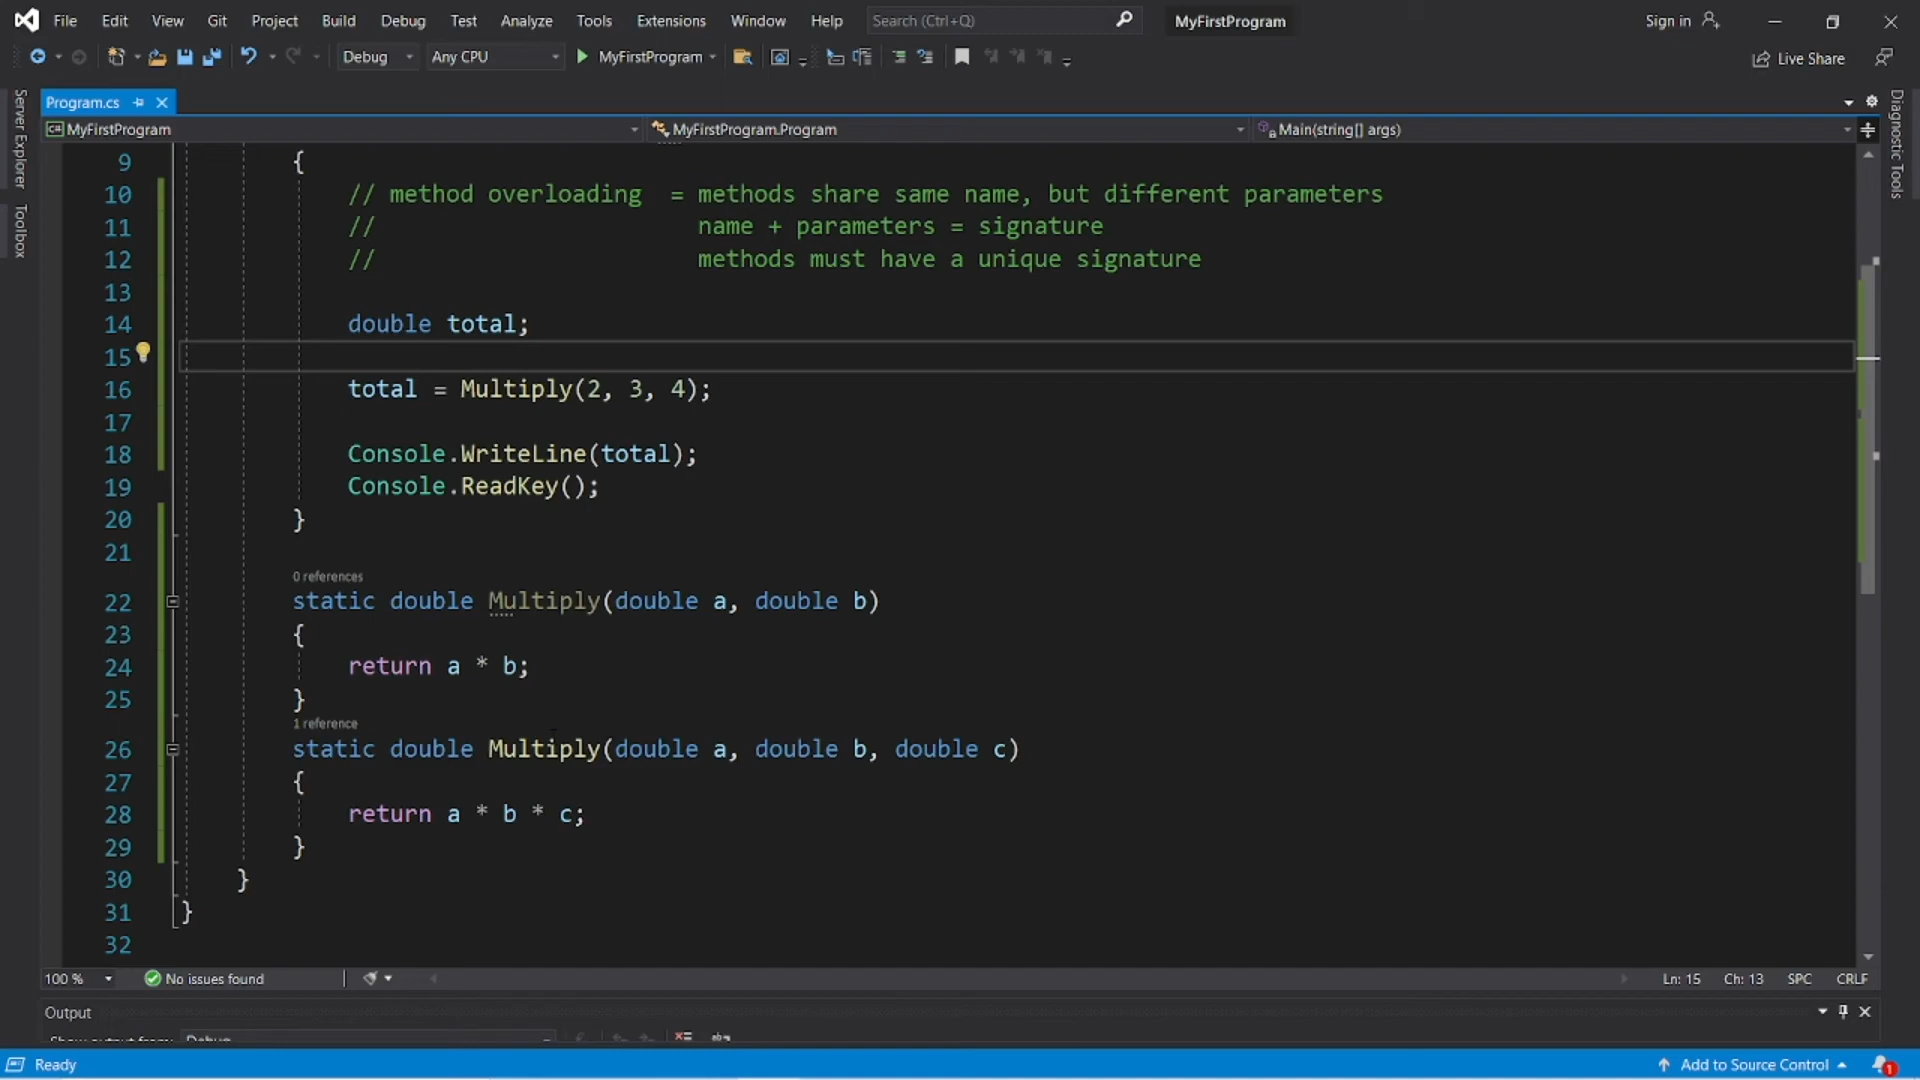 File Edit View Git Project Build Debug Test Analyze Tools Extensions Window Help Search (Ctrl+Q) MyFirstProgram Sign in
Debug Any CPU MyFirstProgram Live Share
Server Explorer
Toolbox
Diagnostic Tools
Program.cs
C# MyFirstProgram MyFirstProgram.Program Main(string[] args)
9 {
10 // method overloading = methods share same name, but different parameters
11 // name + parameters = signature
12 // methods must have a unique signature
13
14 double total;
15
16 total = Multiply(2, 3, 4);
17
18 Console.WriteLine(total);
19 Console.ReadKey();
20 }
21
0 references
22 static double Multiply(double a, double b)
23 {
24 return a * b;
25 }
1 reference
26 static double Multiply(double a, double b, double c)
27 {
28 return a * b * c;
29 }
30 }
31 }
32
100 % No issues found Ln: 15 Ch: 13 SPC CRLF
Output
Show output from: Debug
Ready Add to Source Control 1